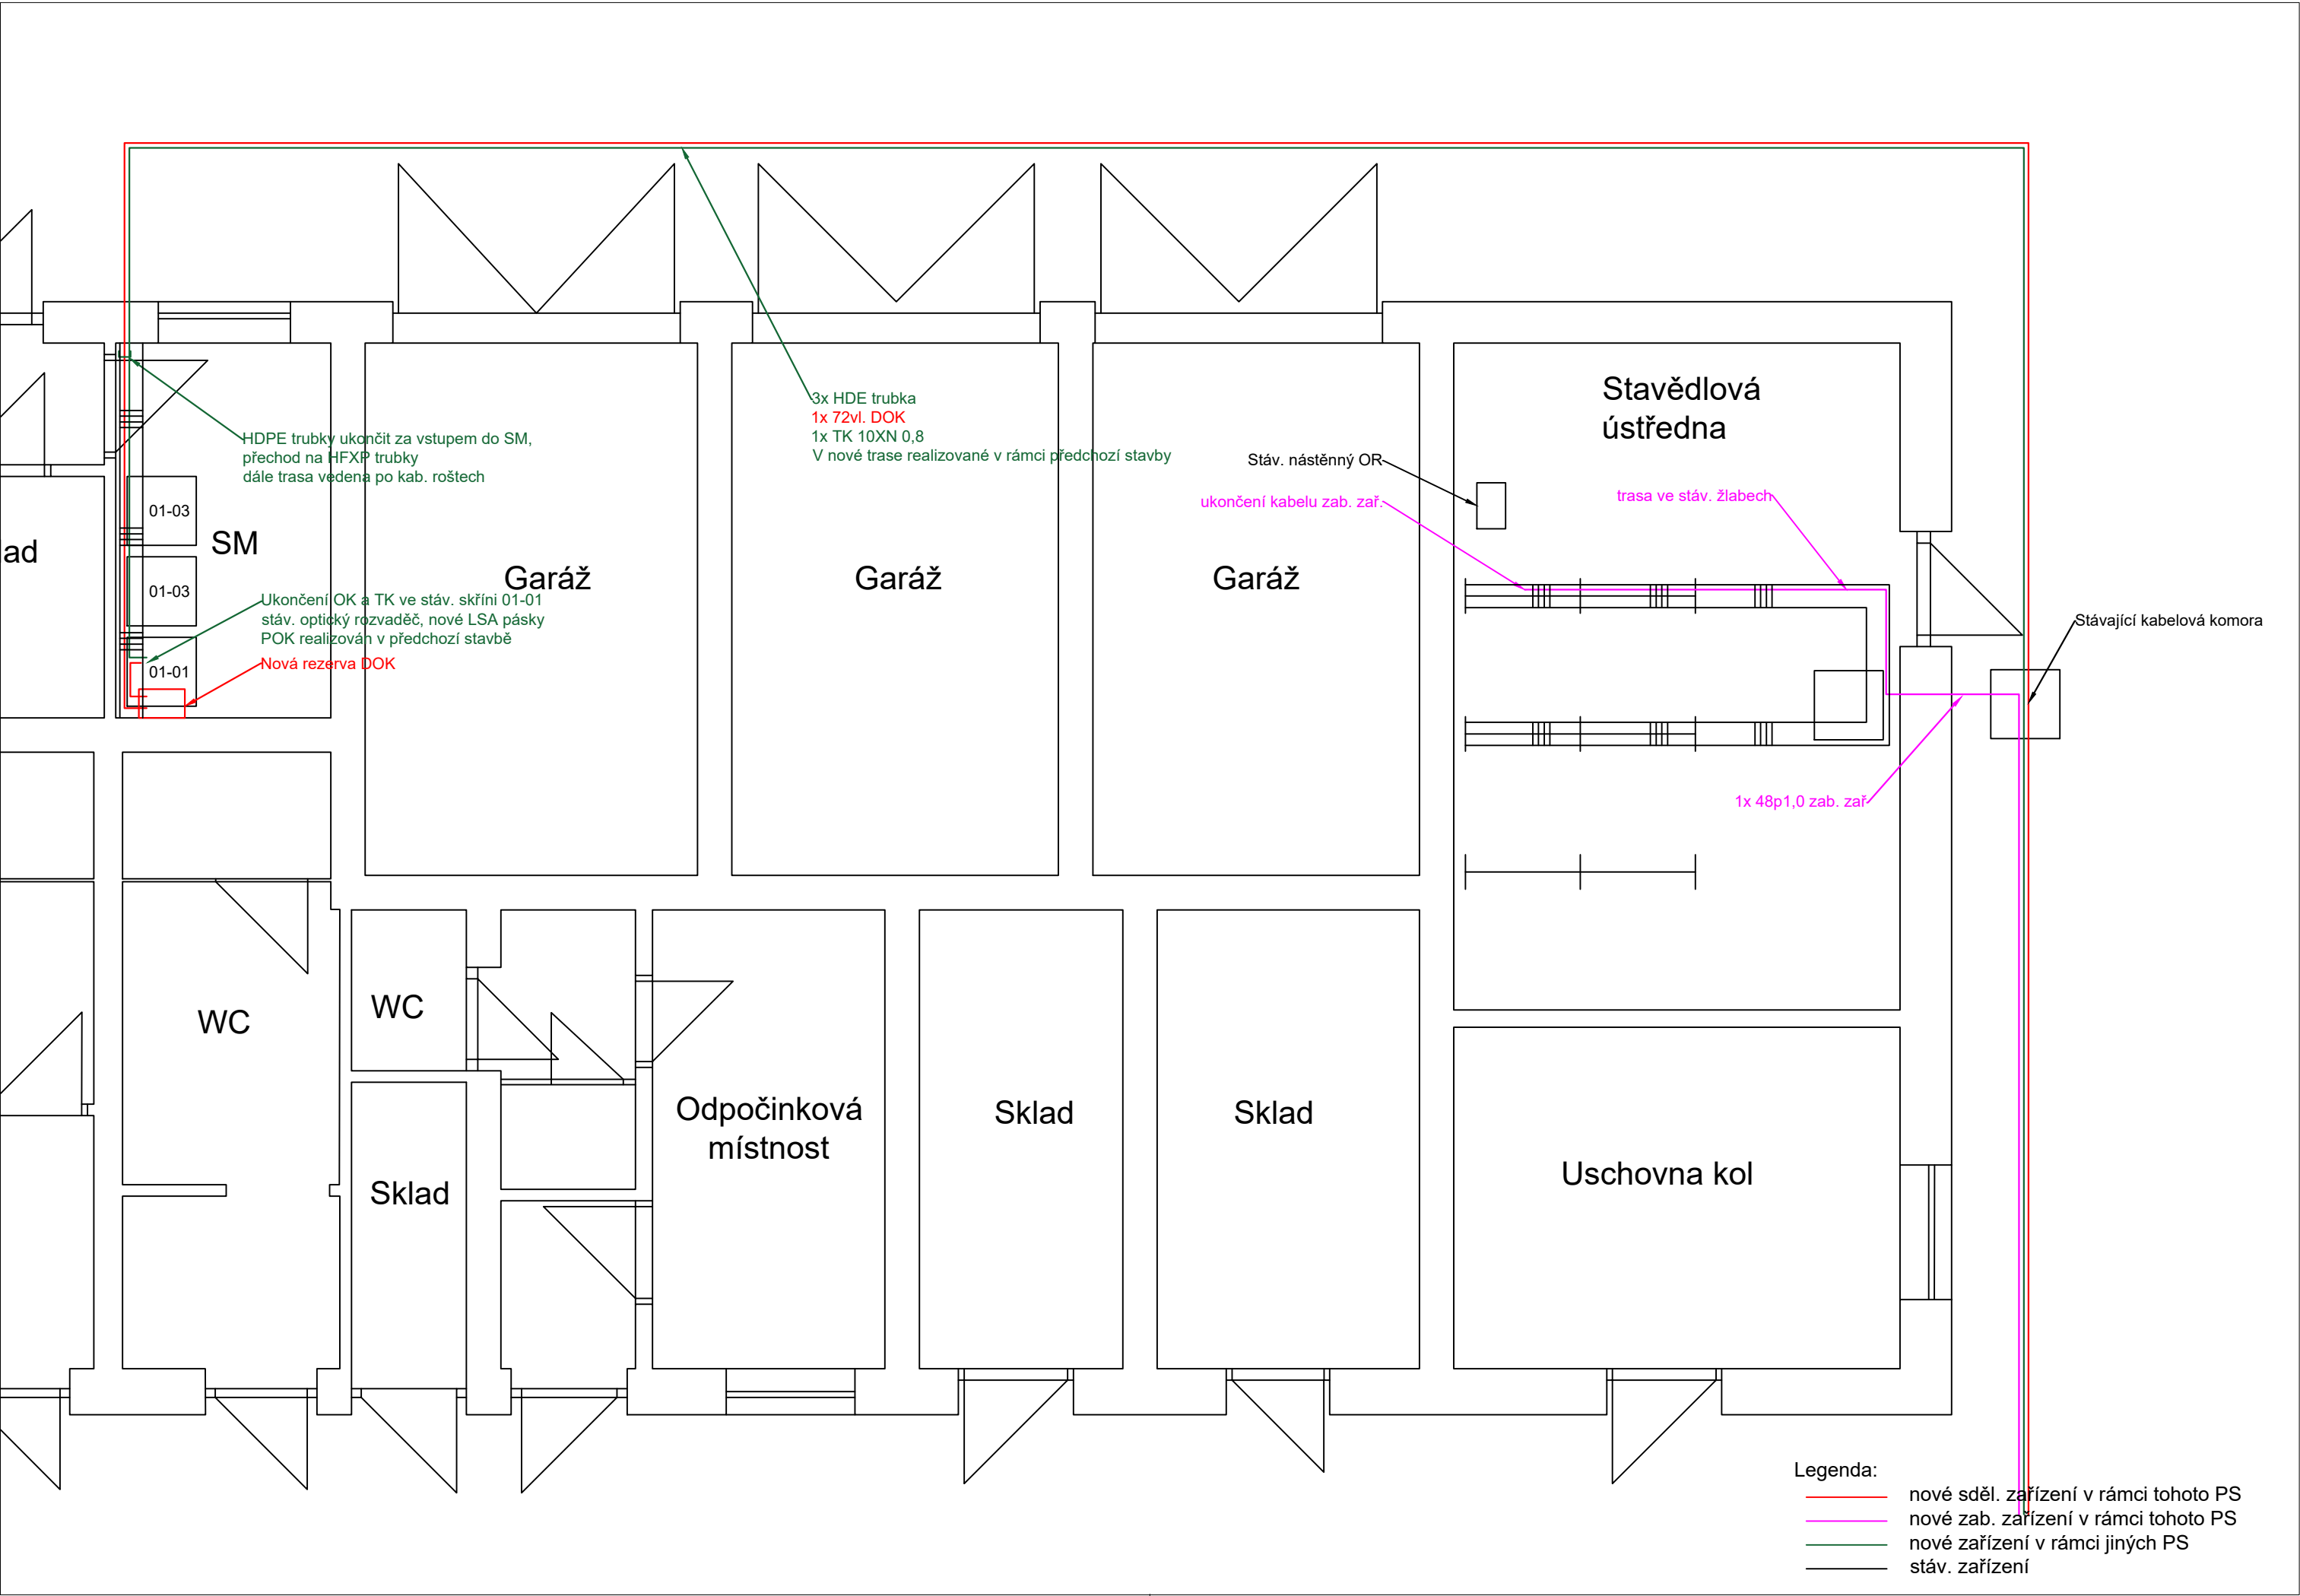 3x HDE trubka
1x 72vl. DOK
1x TK 10XN 0,8
V nové trase realizované v rámci předchozí stavby
HDPE trubky ukončit za vstupem do SM,
přechod na HFXP trubky
dále trasa vedena po kab. roštech
Stavědlová
ústředna
Stáv. nástěnný OR
ukončení kabelu zab. zař.
trasa ve stáv. žlabech
01-03
SM
lad
01-03
Garáž
Garáž
Garáž
Ukončení OK a TK ve stáv. skříni 01-01
stáv. optický rozvaděč, nové LSA pásky
POK realizován v předchozí stavbě
Nová rezerva DOK
01-01
Stávající kabelová komora
1x 48p1,0 zab. zař
WC
WC
Odpočinková
místnost
Sklad
Sklad
Sklad
Uschovna kol
Legenda:
nové sděl. zařízení v rámci tohoto PS
nové zab. zařízení v rámci tohoto PS
nové zařízení v rámci jiných PS
stáv. zařízení